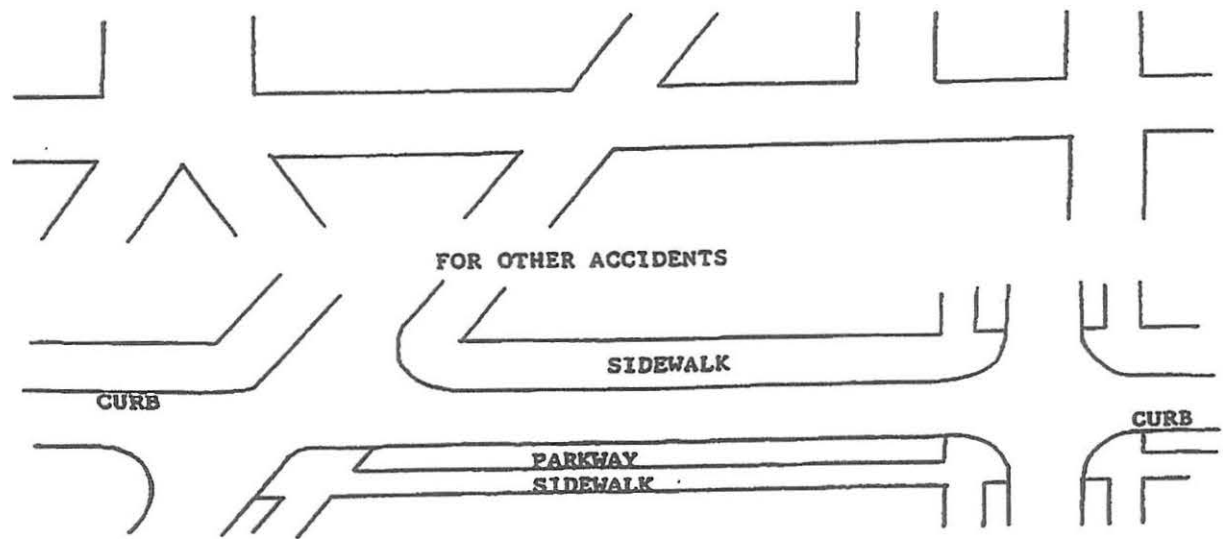 FOR OTHER ACCIDENTS
SIDEWALK
CURB
CURB
PARKWAY
SIDEWALK